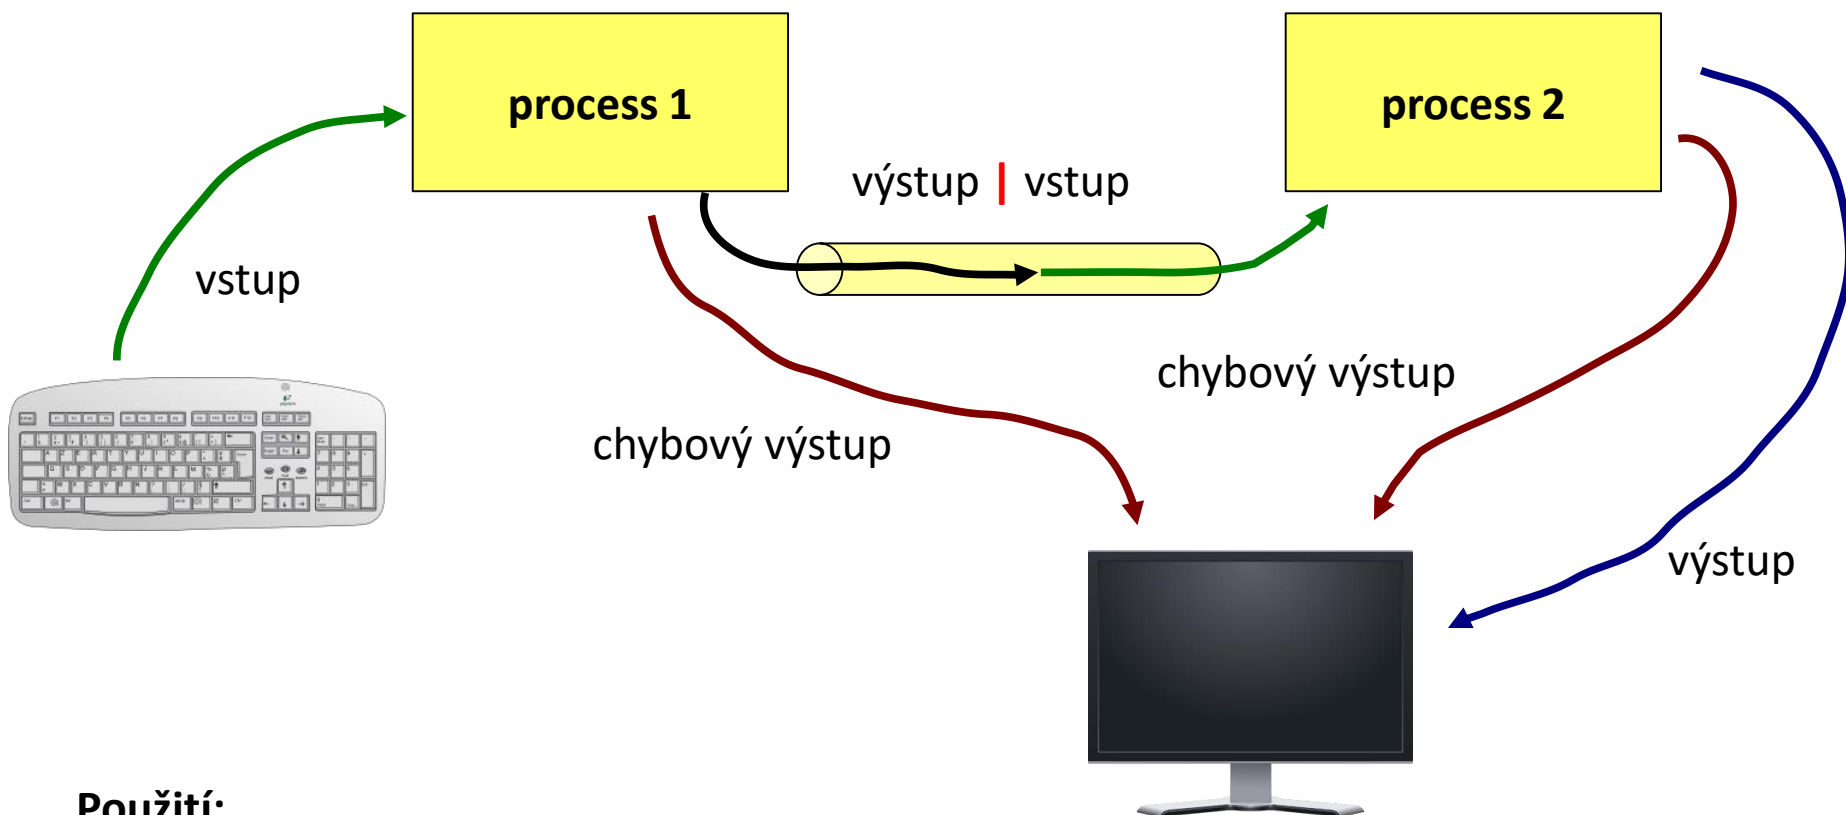 process 1
process 2
výstup | vstup
vstup
chybový výstup
chybový výstup
výstup
Použití: